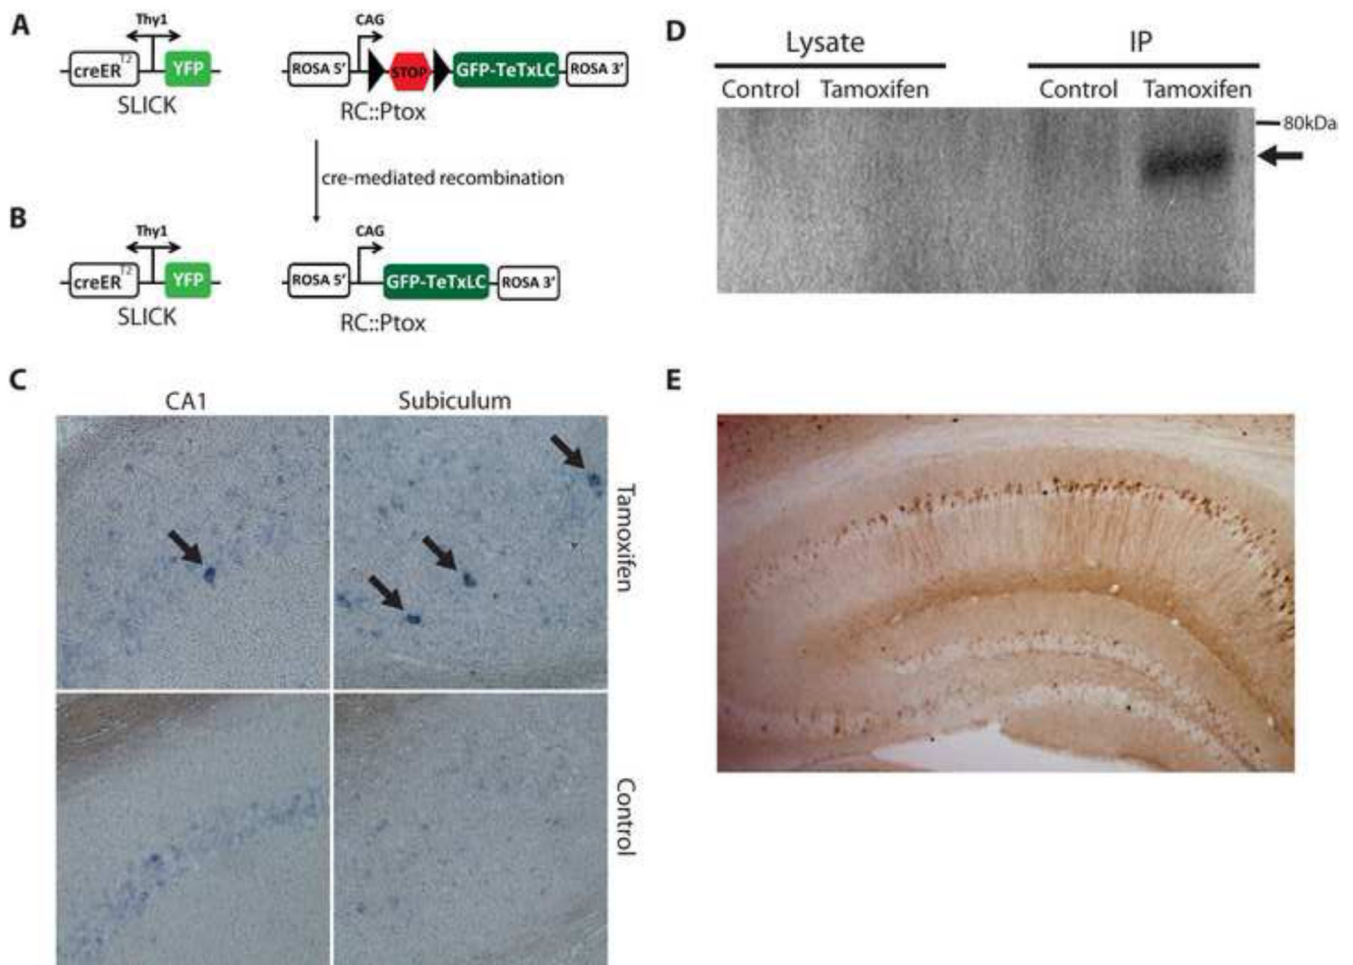 A
Thy1
creER T2
YFP
SLICK
CAG
ROSA 5'
STOP
GFP-TeTxLC
ROSA 3'
RC::Ptox
cre-mediated recombination
B
Thy1
creER T2
YFP
SLICK
CAG
ROSA 5'
GFP-TeTxLC
ROSA 3'
RC::Ptox
C
CA1
Subiculum
Tamoxifen
Control
D
Lysate
IP
Control
Tamoxifen
Control
Tamoxifen
80kDa
E